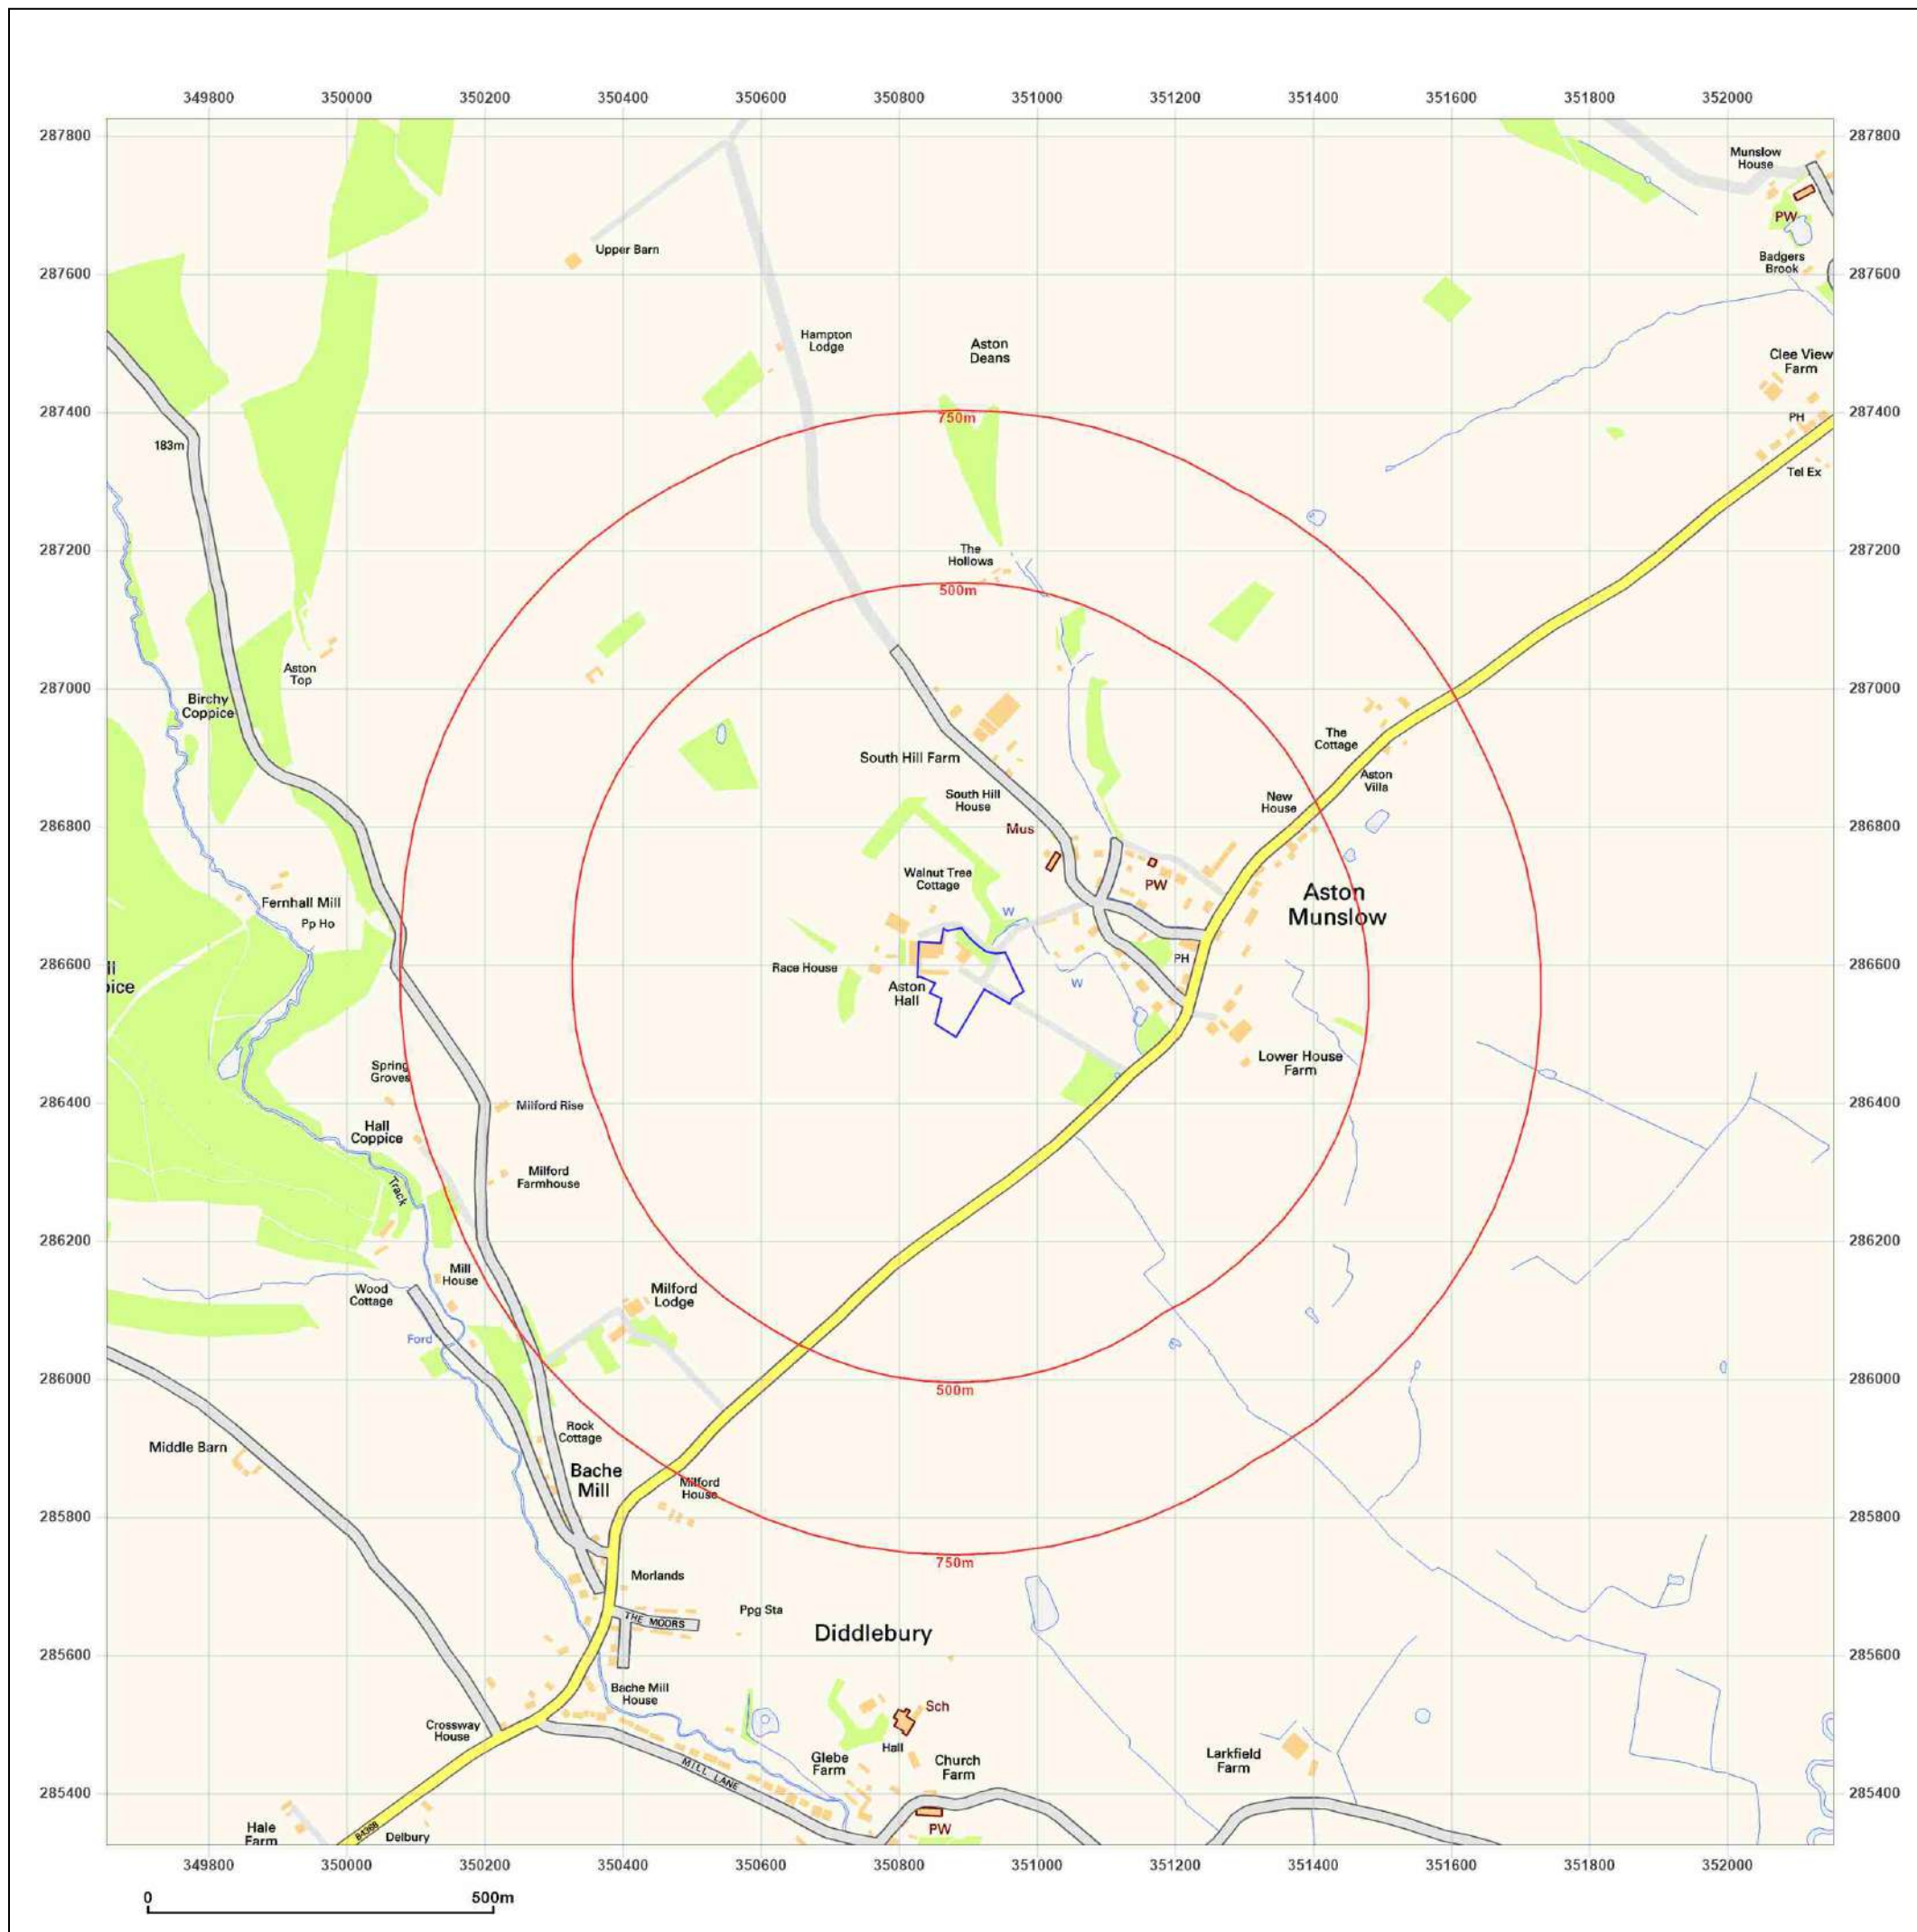 349800 350000 350200 350400 350600 350800 351000 351200 351400 351600 351800 352000
287800 287800
Munslow
House
PW
Upper Barn
Badgers
Brook
287600 287600
Hampton
Lodge
Aston
Deans
Clee View
Farm
287400 287400
750m
PH
183m
Tel Ex
287200 287200
The
Hollows
500m
Aston
Top
287000 287000
Birchy
Coppice
The
Cottage
South Hill Farm
Aston
Villa
South Hill
House
New
House
286800 286800
Mus
Walnut Tree
Cottage
PW
Aston
Munslow
Fernhall Mill
Pp Ho
W
PH
286600 286600
Race House
W
Aston
Hall
ll
pice
Lower House
Farm
Spring
Groves
286400 286400
Milford Rise
Hall
Coppice
Milford
Farmhouse
Track
286200 286200
Mill
House
Wood
Cottage
Milford
Lodge
Ford
286000 286000
500m
Rock
Cottage
Middle Barn
Bache
Mill
Milford
House
285800 285800
750m
Morlands
THE MOORS
Ppg Sta
Diddlebury
285600 285600
Bache Mill
House
Sch
Crossway
House
Hall
Glebe
Farm
Church
Farm
Larkfield
Farm
MILL LANE
285400 285400
Hale
Farm
B4368
Delbury
PW
349800 350000 350200 350400 350600 350800 351000 351200 351400 351600 351800 352000
0 500m